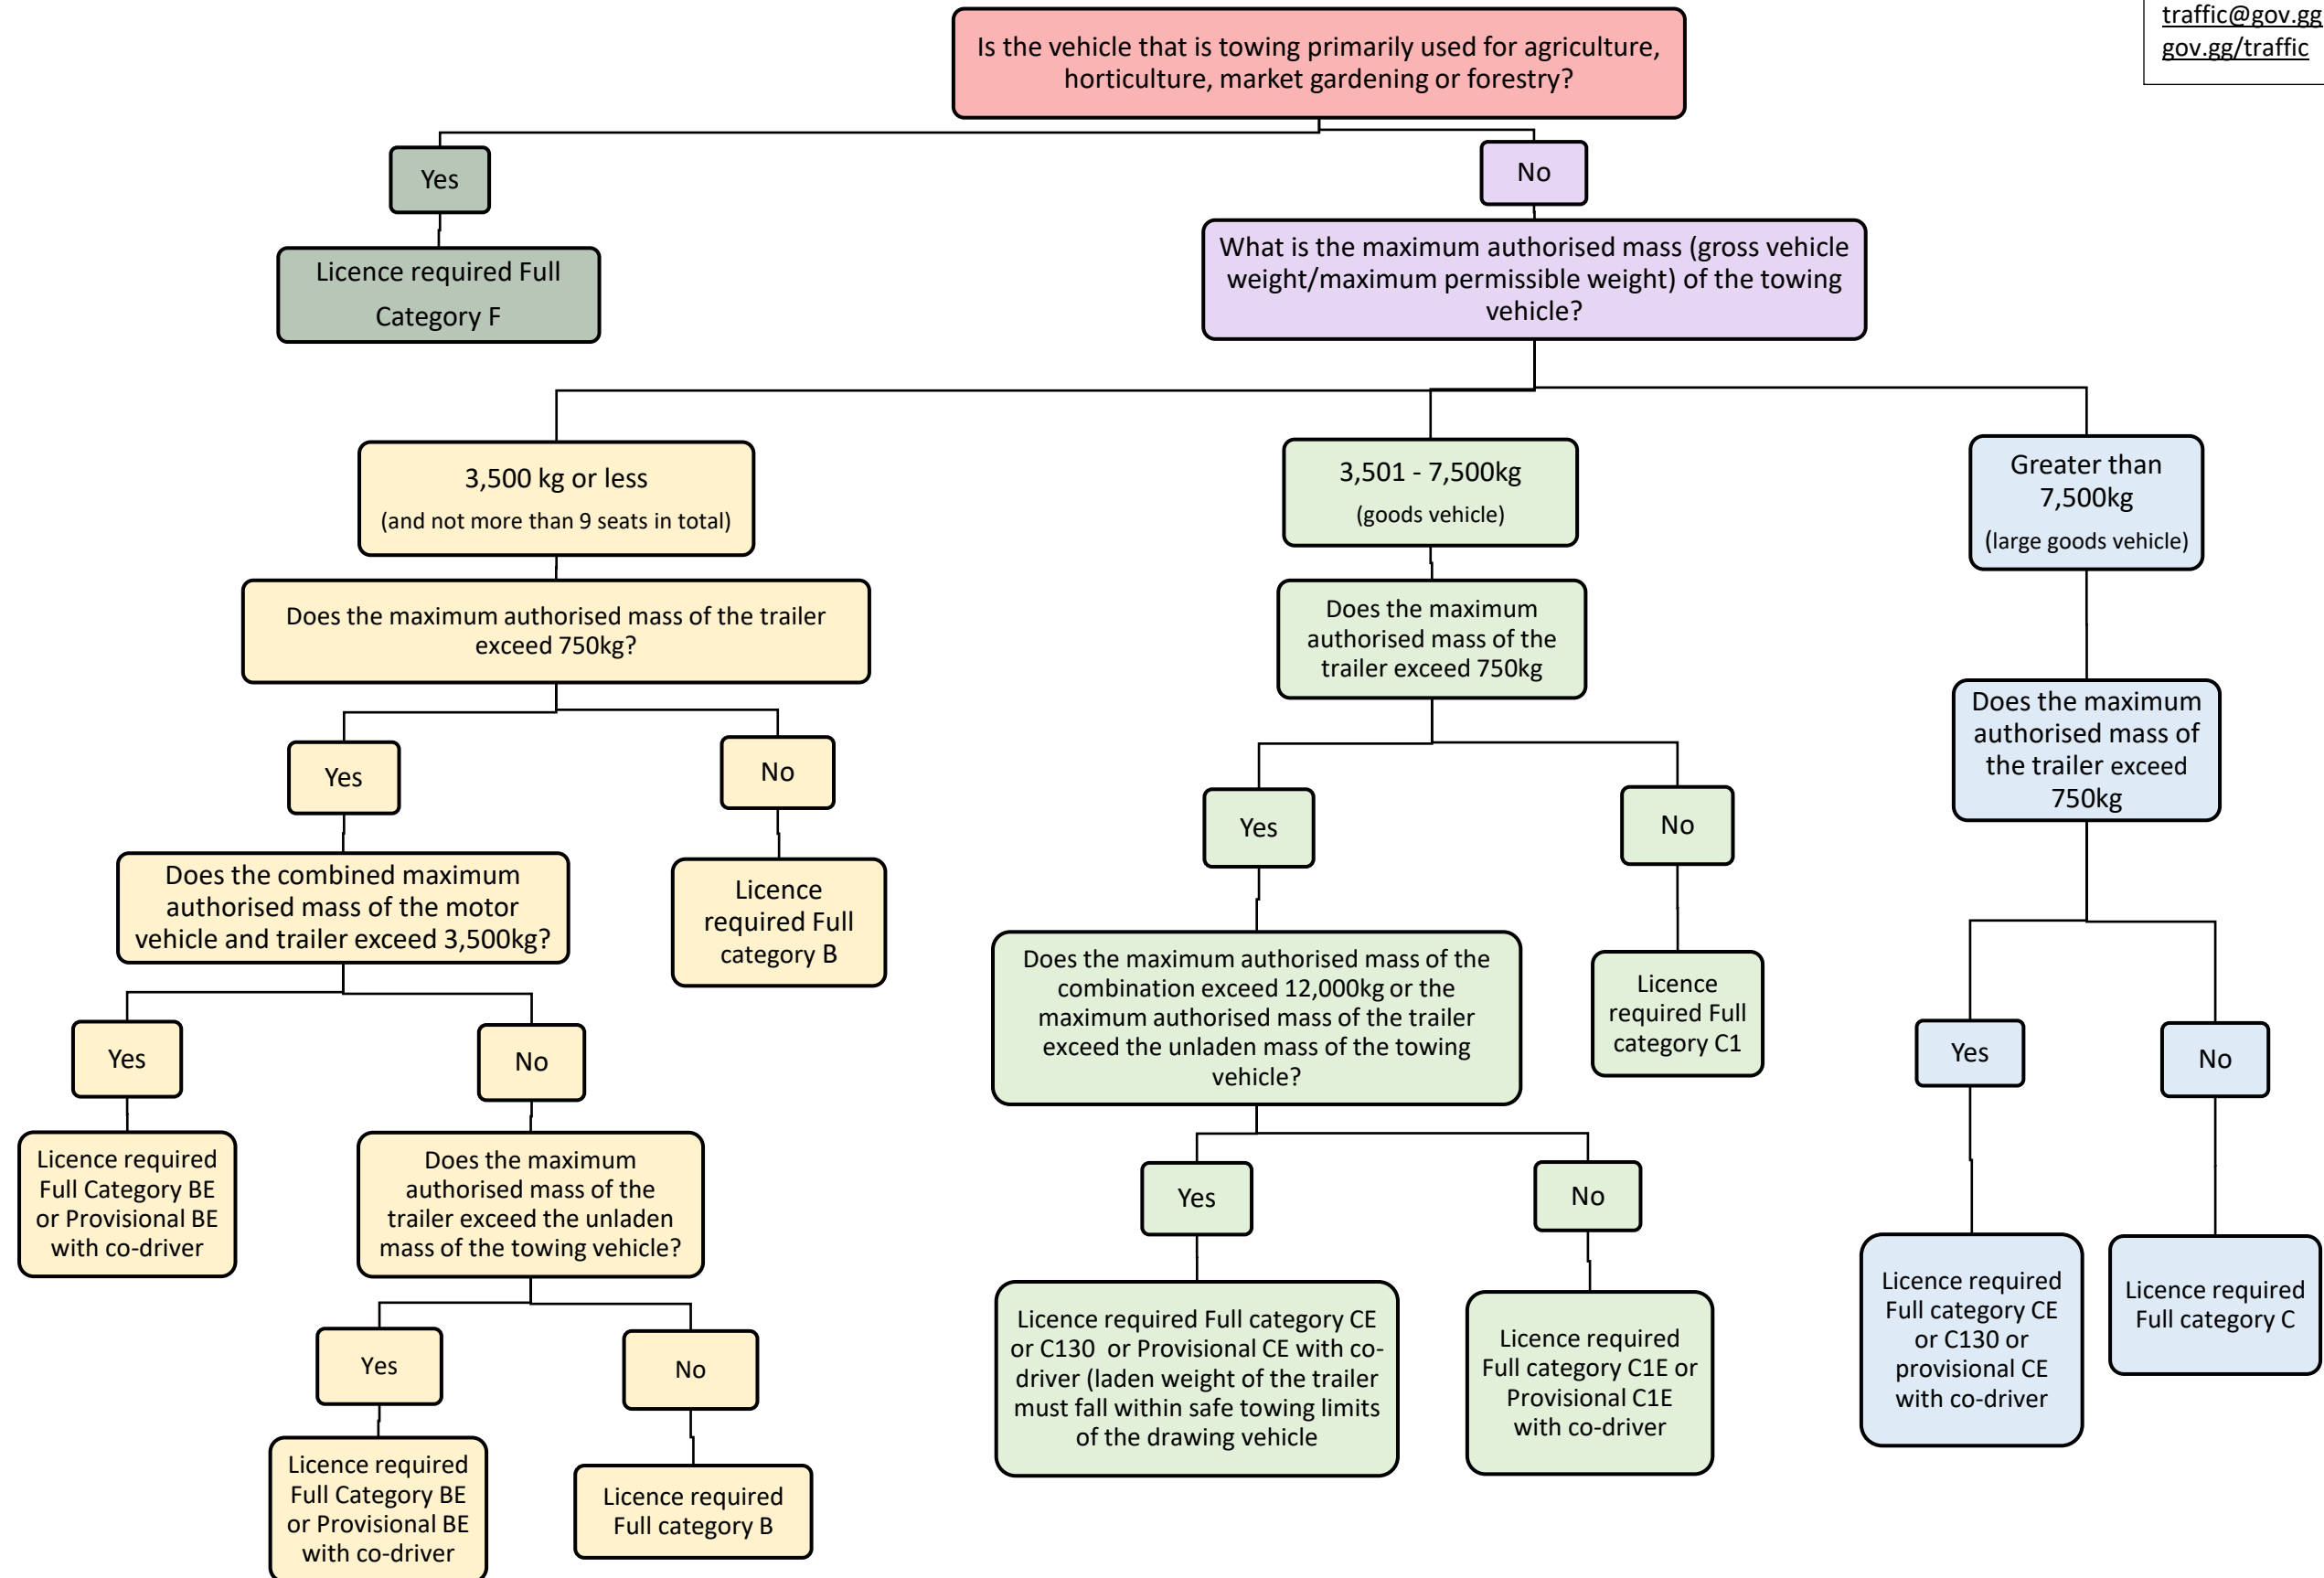 traffic@gov.gg
gov.gg/traffic
Is the vehicle that is towing primarily used for agriculture,
horticulture, market gardening or forestry?
Yes
No
Licence required Full
Category F
What is the maximum authorised mass (gross vehicle
weight/maximum permissible weight) of the towing
vehicle?
3,500 kg or less
(and not more than 9 seats in total)
3,501 - 7,500kg
(goods vehicle)
Greater than
7,500kg
(large goods vehicle)
Does the maximum authorised mass of the trailer
exceed 750kg?
Does the maximum
authorised mass of the
trailer exceed 750kg
Does the maximum
authorised mass of
the trailer exceed
750kg
Yes
No
Yes
No
Does the combined maximum
authorised mass of the motor
vehicle and trailer exceed 3,500kg?
Licence
required Full
category B
Does the maximum authorised mass of the
combination exceed 12,000kg or the
maximum authorised mass of the trailer
exceed the unladen mass of the towing
vehicle?
Licence
required Full
category C1
Yes
No
Yes
No
Licence required
Full Category BE
or Provisional BE
with co-driver
Does the maximum
authorised mass of the
trailer exceed the unladen
mass of the towing vehicle?
Yes
No
Licence required Full category CE
or C130  or Provisional CE with co-
driver (laden weight of the trailer
must fall within safe towing limits
of the drawing vehicle
Licence required
Full category C1E or
Provisional C1E
with co-driver
Licence required
Full category CE
or C130 or
provisional CE
with co-driver
Licence required
Full category C
Yes
No
Licence required
Full Category BE
or Provisional BE
with co-driver
Licence required
Full category B